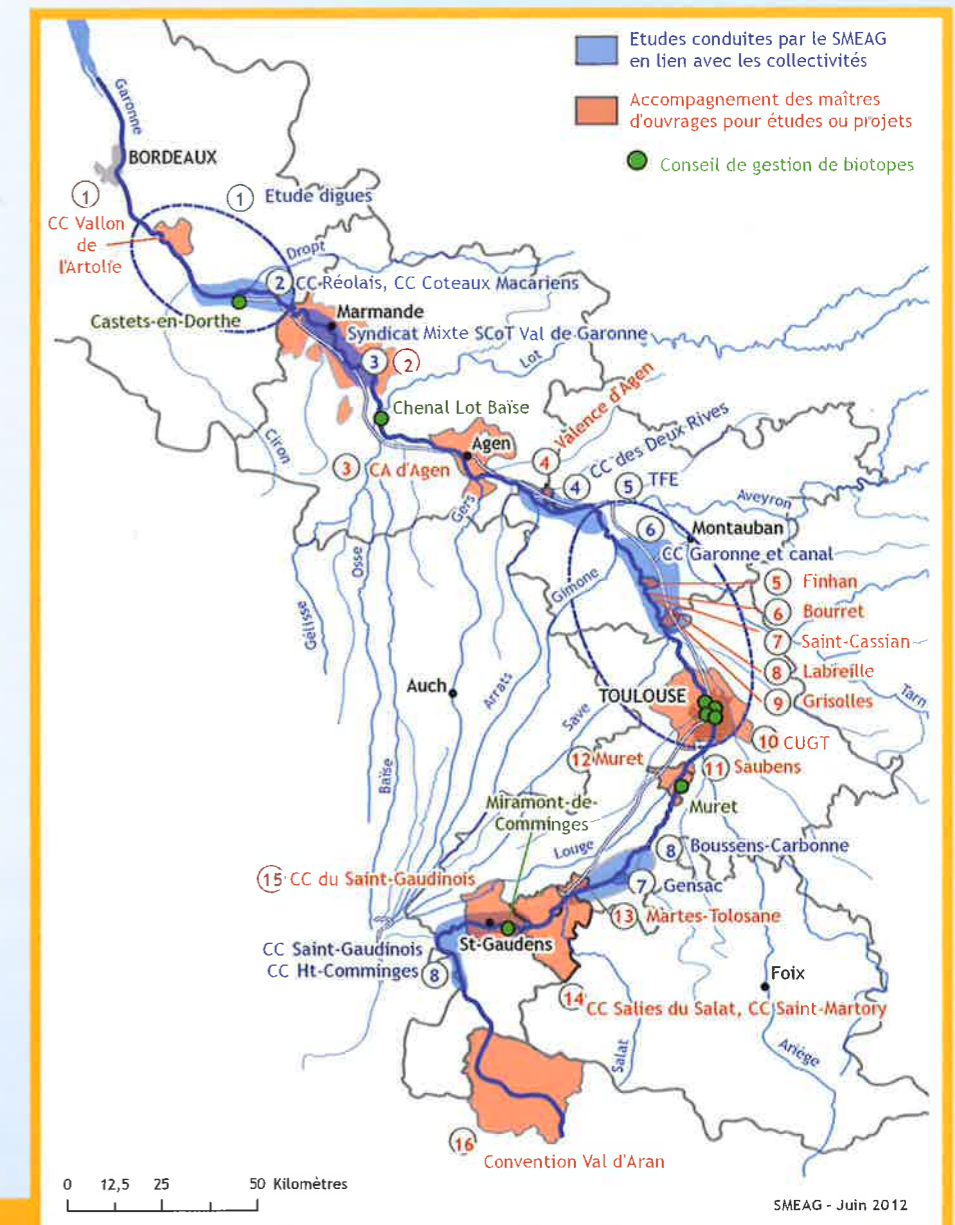 Etudes conduites par le SMEAG
en lien avec les collectivités
Accompagnement des maîtres
d'ouvrages pour études ou projets
Conseil de gestion de biotopes
Garonne
BORDEAUX
1
CC Vallon
de
l'Artolie
1 Etude digues
Dropt
2 CC Réolais, CC Coteaux Macariens
Castets-en-Dorthe
Marmande
Syndicat Mixte SCoT Val de Garonne
3 2
Lot
Chenal Lot Baïse
Ciron
3 CA d'Agen
Agen
4 Valence d'Agen
4 CC des Deux Rives
5 TFE
Aveyron
Gers
Osse
Gélisse
6
Montauban
CC Garonne et canal
Gimone
5 Finhan
6 Bourret
7 Saint-Cassian
8 Labreille
9 Grisolles
Tarn
Auch
Arrats
Save
TOULOUSE
10 CUGT
Baïse
12 Muret
11 Saubens
Muret
Miramont-de-
Comminges
Louge
8 Boussens-Carbonne
15 CC du Saint-Gaudinois
7 Gensac
13 Martes-Tolosane
St-Gaudens
CC Saint-Gaudinois
CC Ht-Comminges 8
Foix
14 CC Salies du Salat, CC Saint-Martory
Salat
Ariége
16
Convention Val d'Aran
0 12,5 25 50 Kilomètres
SMEAG - Juin 2012